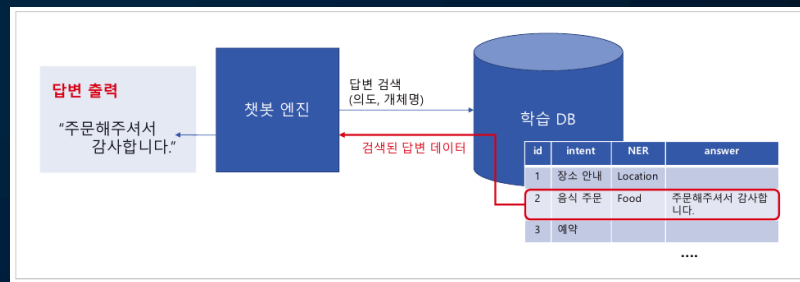 답변 출력
“주문해주셔서
감사합니다.”
챗봇 엔진
답변 검색
(의도, 개체명)
검색된 답변 데이터
학습 DB
id intent NER answer
1 장소 안내 Location
2 음식 주문 Food 주문해주셔서 감사합
니다.
3 예약
....